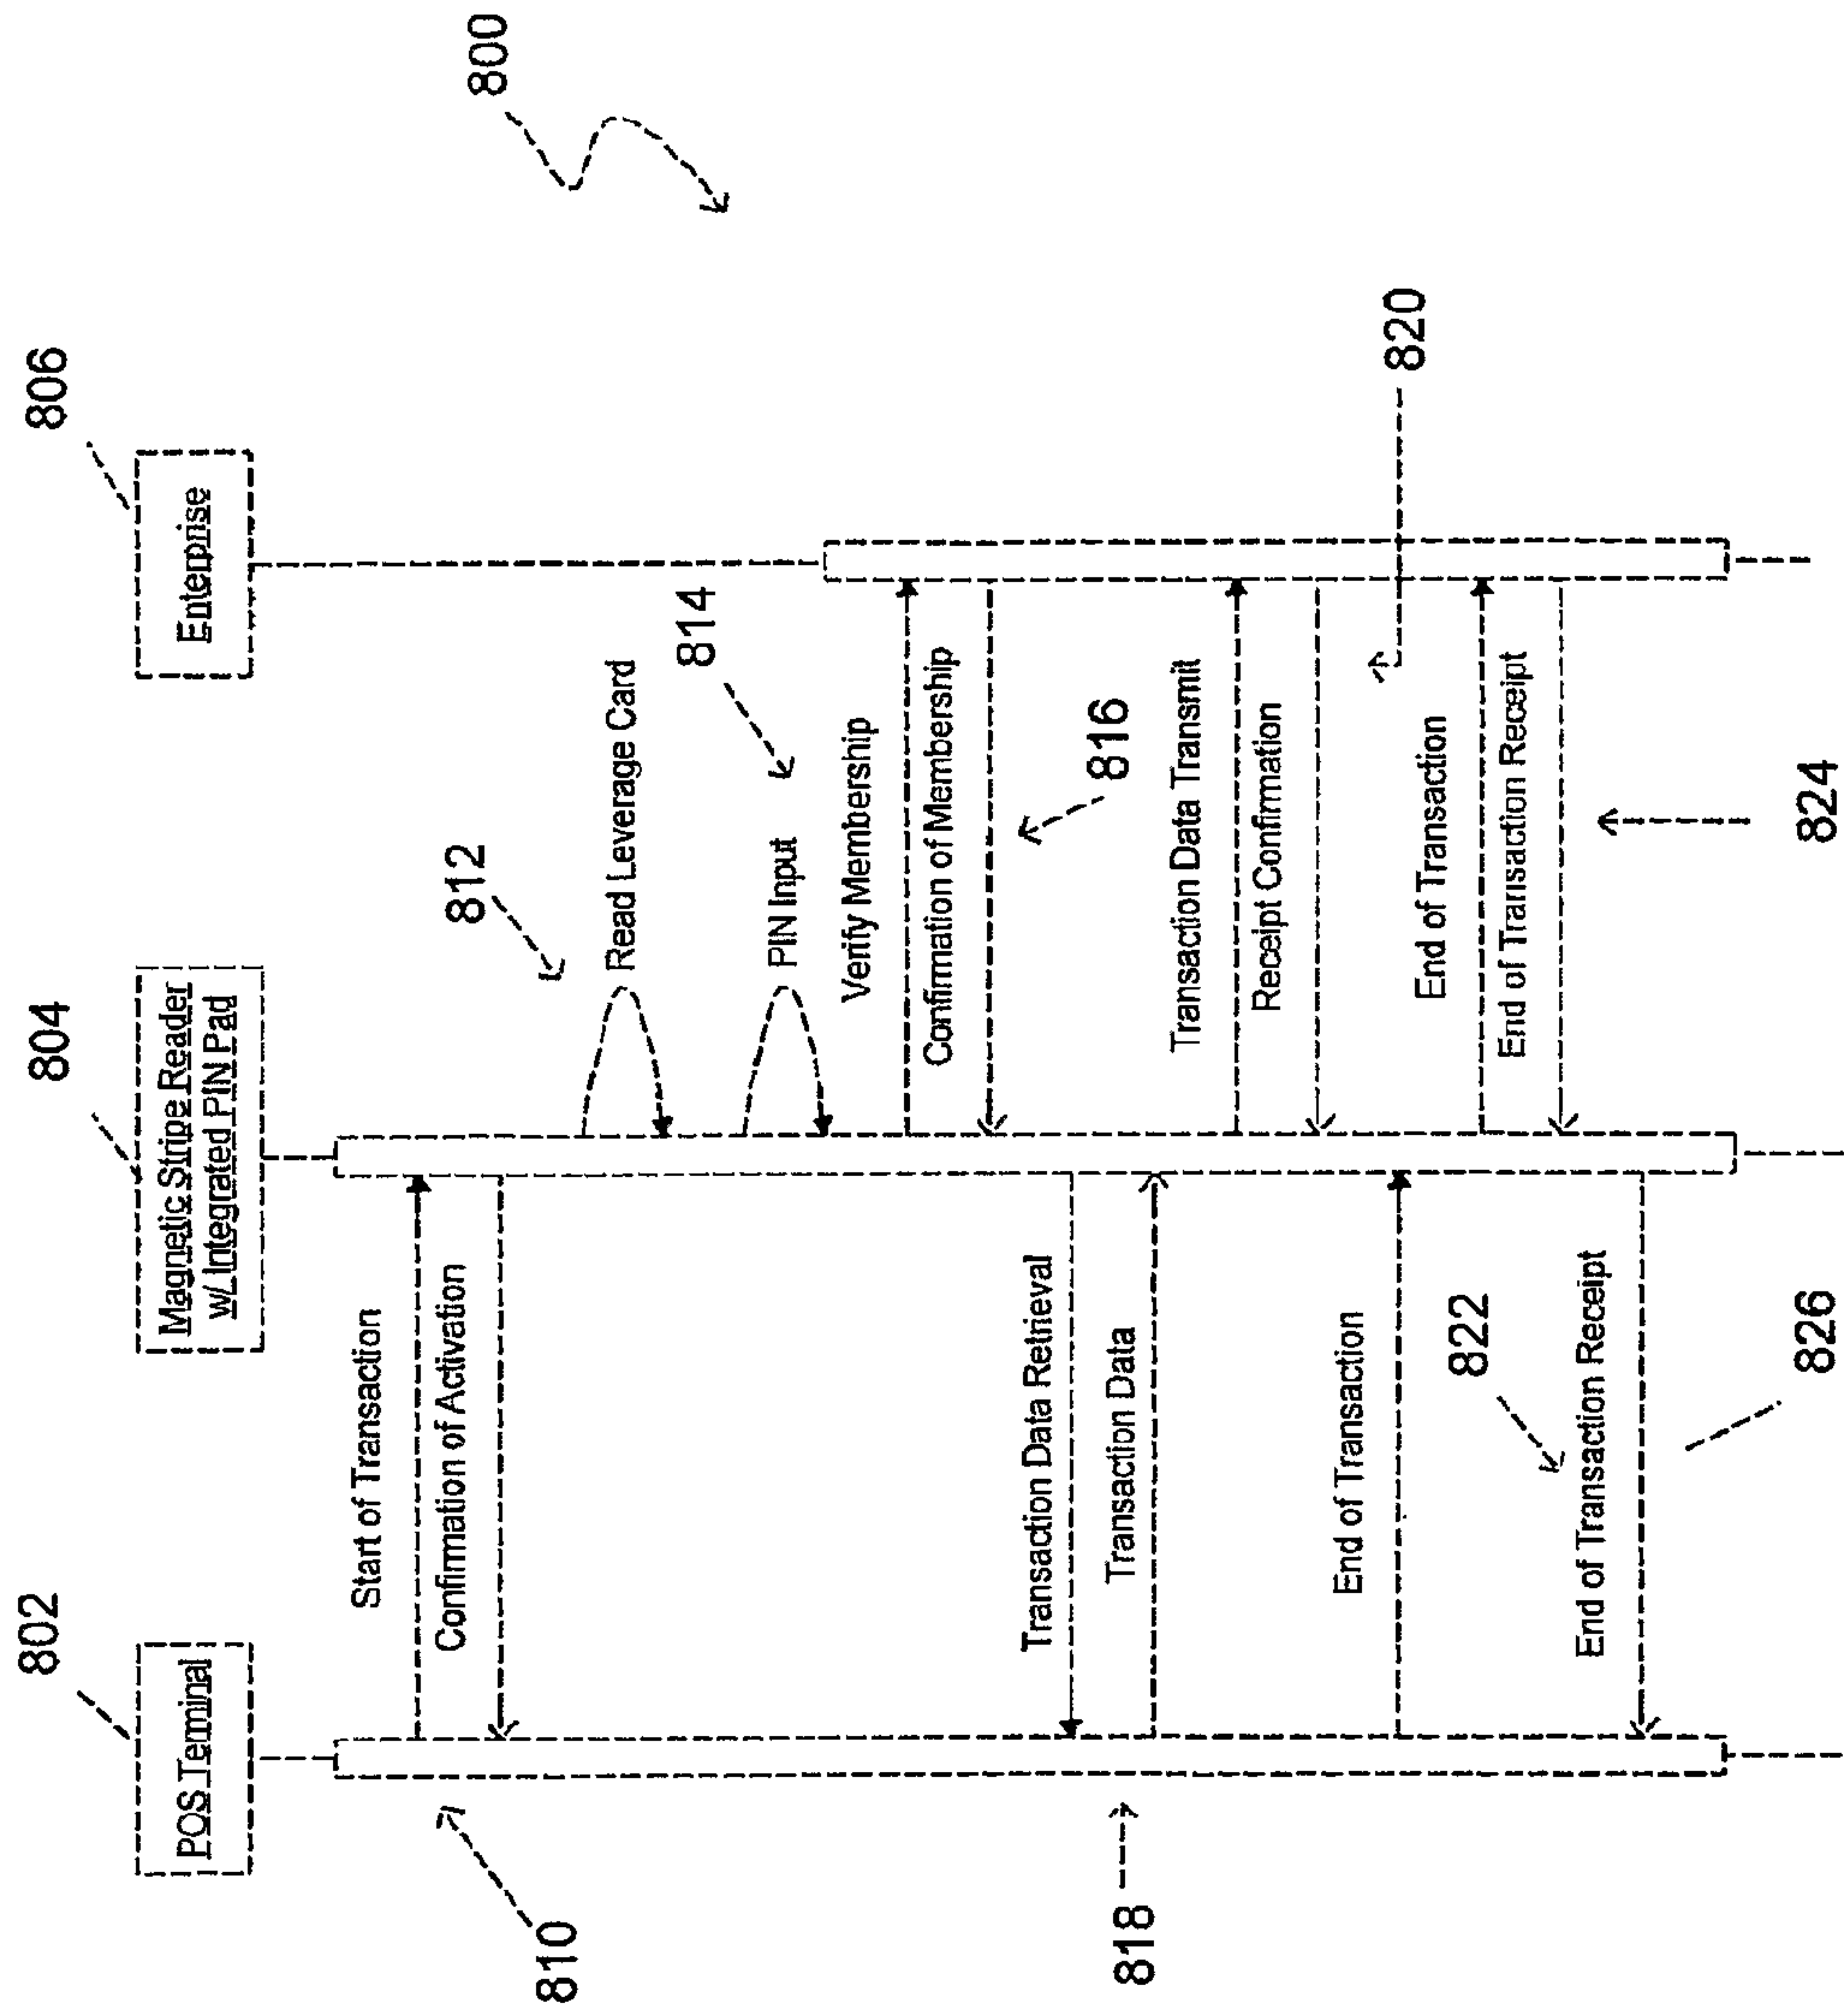 800
802
804
806
POS Terminal
Magnetic Stripe Reader
w/ Integrated PIN Pad
Enterprise
810
Start of Transaction
Confirmation of Activation
812
Read Leverage Card
814
PIN Input
Verify Membership
Confirmation of Membership
816
818
Transaction Data Retrieval
Transaction Data
Transaction Data Transmit
Receipt Confirmation
820
End of Transaction
End of Transaction
End of Transaction Receipt
822
End of Transaction Receipt
824
826